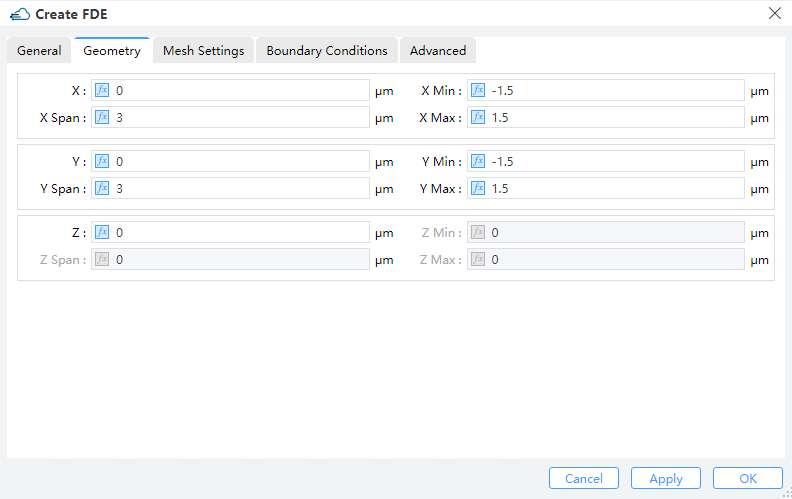 Create FDE
General Geometry Mesh Settings Boundary Conditions Advanced
X : fx 0 μm X Min : fx -1.5 μm
X Span : fx 3 μm X Max : fx 1.5 μm
Y : fx 0 μm Y Min : fx -1.5 μm
Y Span : fx 3 μm Y Max : fx 1.5 μm
Z : fx 0 μm Z Min : fx 0 μm
Z Span : fx 0 μm Z Max : fx 0 μm
Cancel Apply OK